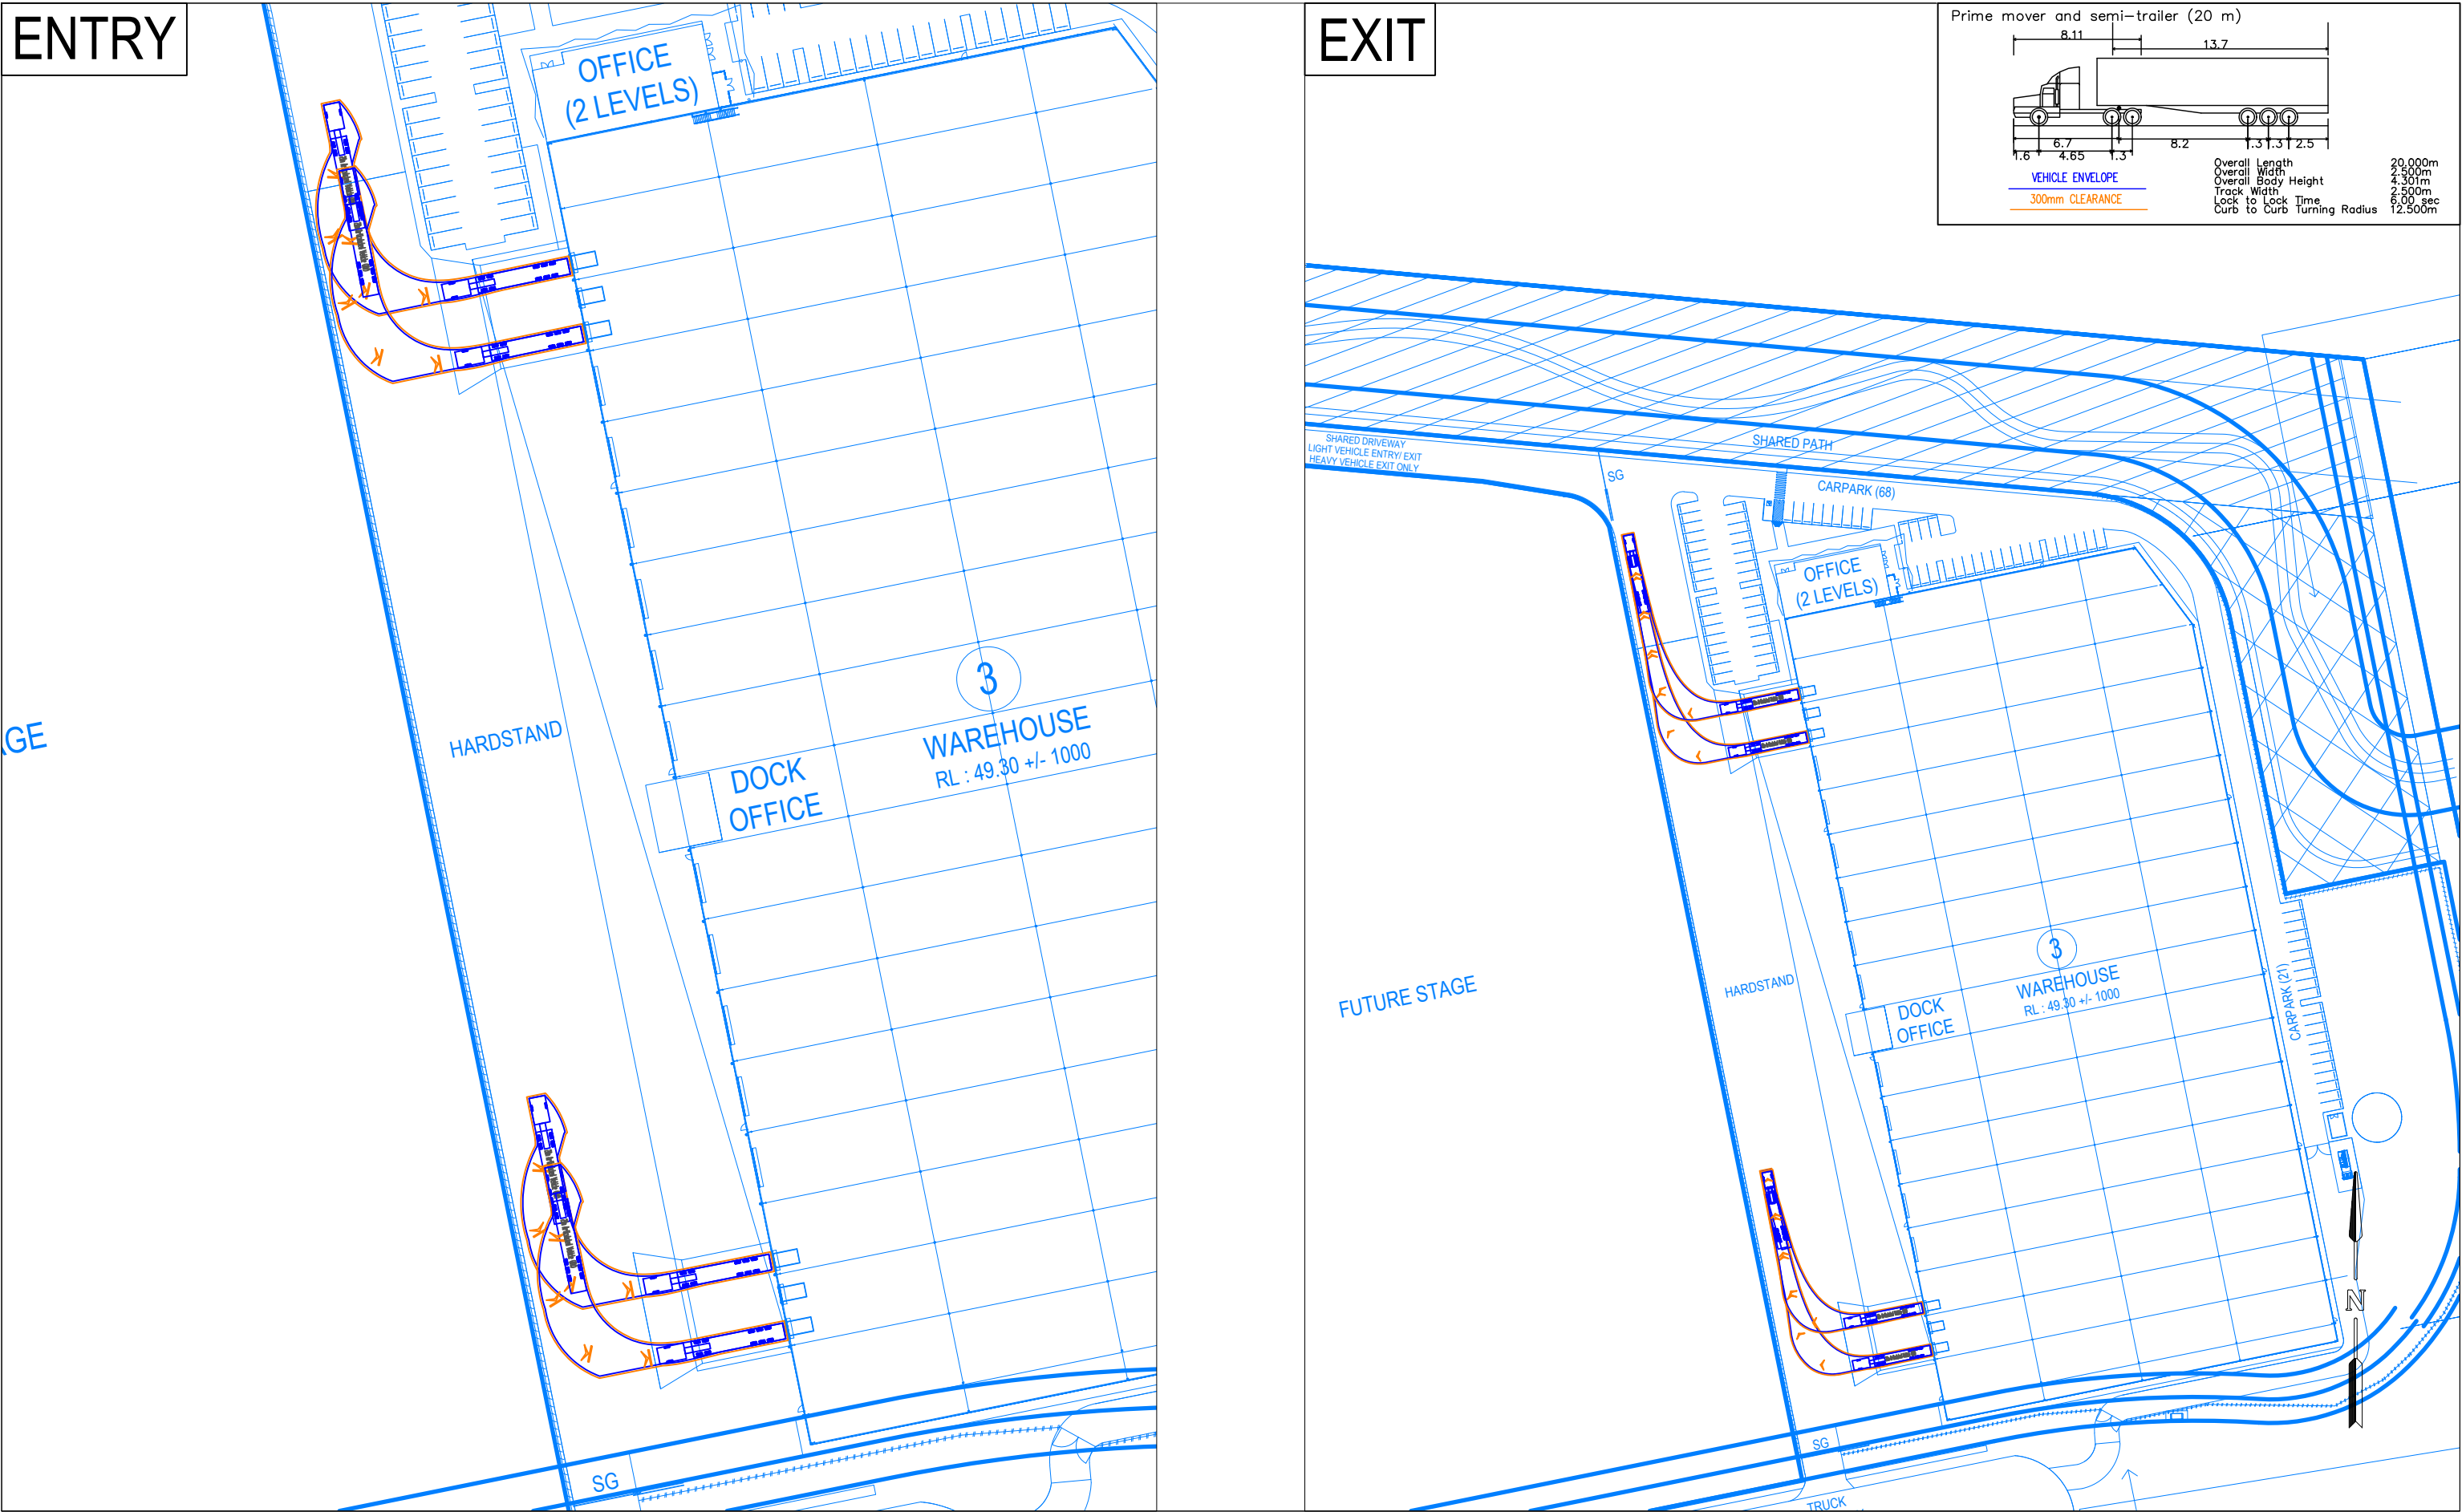 ENTRY
OFFICE
(2 LEVELS)
3
WAREHOUSE
RL : 49.30 +/- 1000
HARDSTAND
DOCK
OFFICE
SG
EXIT
Prime mover and semi-trailer (20 m)
8.11
13.7
6.7
8.2
1.3
1.3
2.5
1.6
4.65
1.3
VEHICLE ENVELOPE
300mm CLEARANCE
Overall Length 20.000m
Overall Width 2.500m
Overall Body Height 4.301m
Track Width 2.500m
Lock to Lock Time 6.00 sec
Curb to Curb Turning Radius 12.500m
SHARED DRIVEWAY
LIGHT VEHICLE ENTRY/ EXIT
HEAVY VEHICLE EXIT ONLY
SHARED PATH
SG
CARPARK (68)
OFFICE
(2 LEVELS)
3
WAREHOUSE
RL : 49.30 +/- 1000
FUTURE STAGE
HARDSTAND
DOCK
OFFICE
CARPARK (21)
N
SG
TRUCK